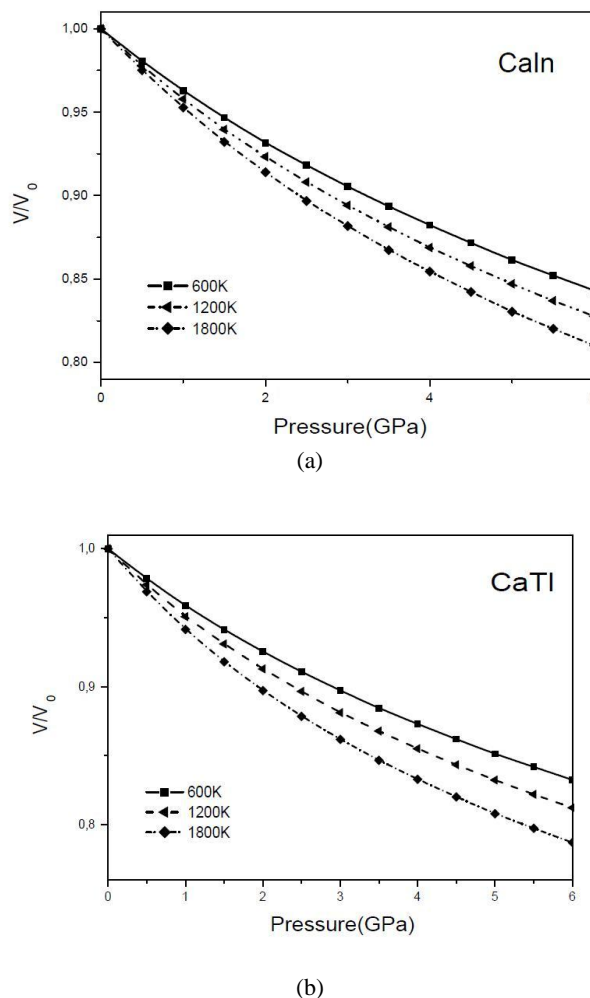 1,00
CaIn
0,95
0,90
V/V0
0,85
600K
1200K
1800K
0,80
0 2 4
Pressure(GPa)
(a)
1,0
CaTl
0,9
V/V0
600K
1200K
1800K
0,8
0 1 2 3 4 5 6
Pressure(GPa)
(b)